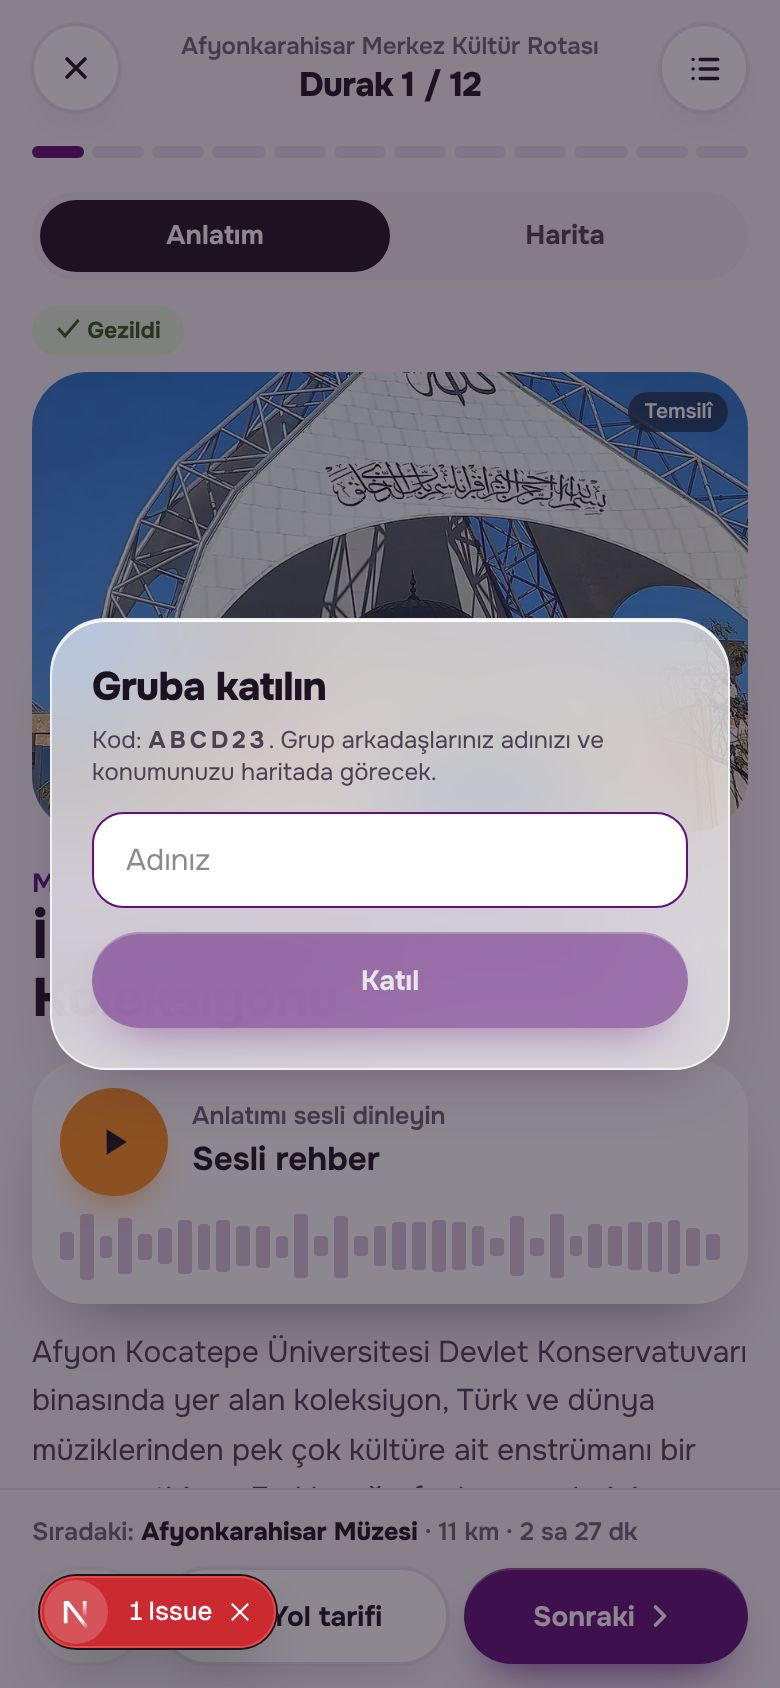 Afyonkarahisar Merkez Kültür Rotası
Durak 1 / 12
Anlatım
Harita
Gezildi
Temsilî
Gruba katılın
Kod: ABCD23. Grup arkadaşlarınız adınızı ve
konumunuzu haritada görecek.
Adınız
Katıl
Koleksiyonu
Anlatımı sesli dinleyin
Sesli rehber
Afyon Kocatepe Üniversitesi Devlet Konservatuvarı
binasında yer alan koleksiyon, Türk ve dünya
müziklerinden pek çok kültüre ait enstrümanı bir
Sıradaki: Afyonkarahisar Müzesi · 11 km · 2 sa 27 dk
N 1 Issue
Yol tarifi
Sonraki